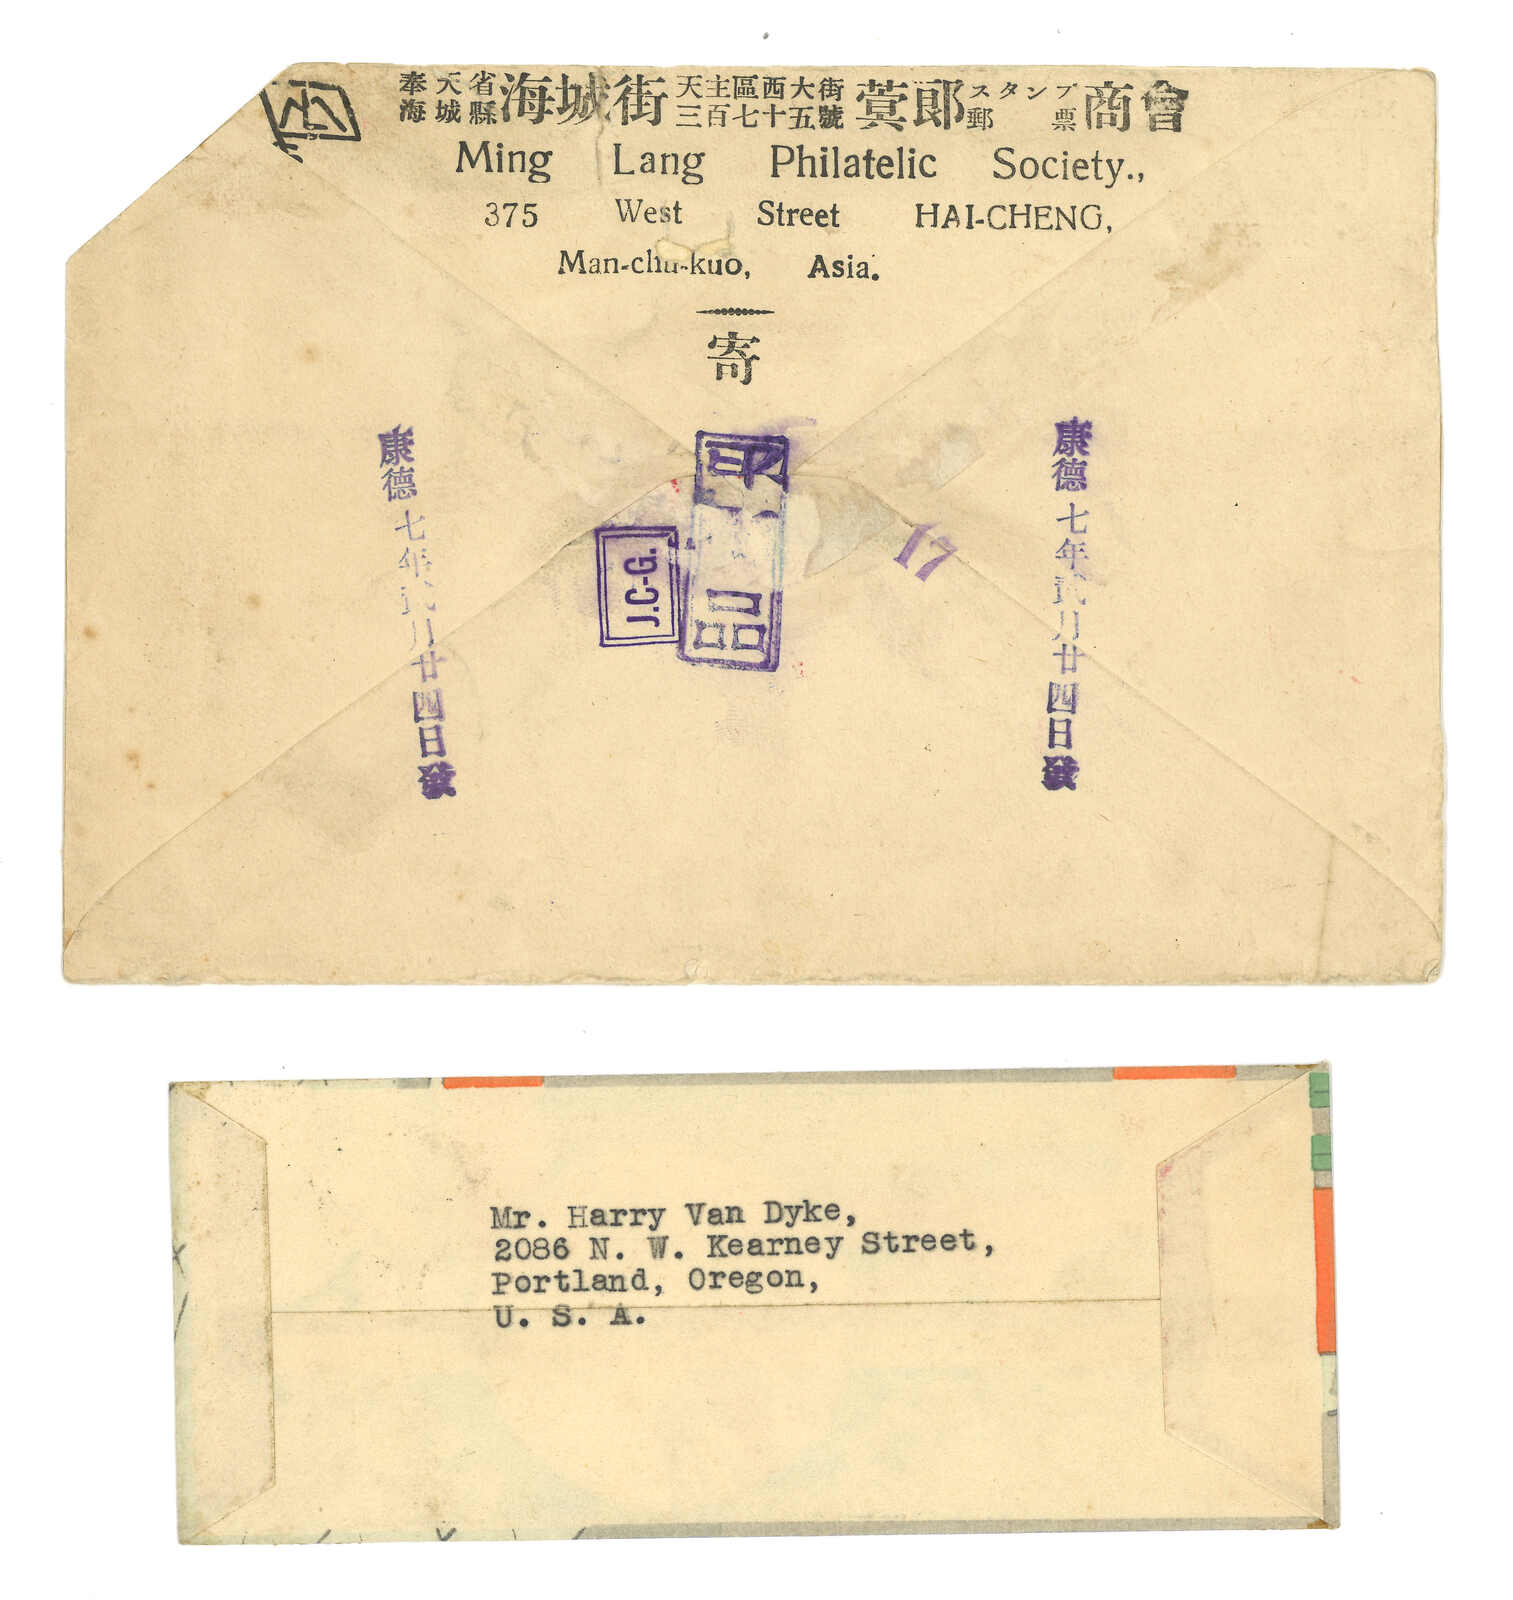 奉天省 海城街 天主區西大街 蓂郎 スタンプ 商會
海城縣 三百七十五號 郵票
Ming Lang Philatelic Society.,
375 West Street HAI-CHENG,
Man-chu-kuo, Asia.
寄
康德七年貳月廿四日發
J.C-G.
品
17
康德七年貳月廿四日發
Mr. Harry Van Dyke,
2086 N. W. Kearney Street,
Portland, Oregon,
U. S. A.